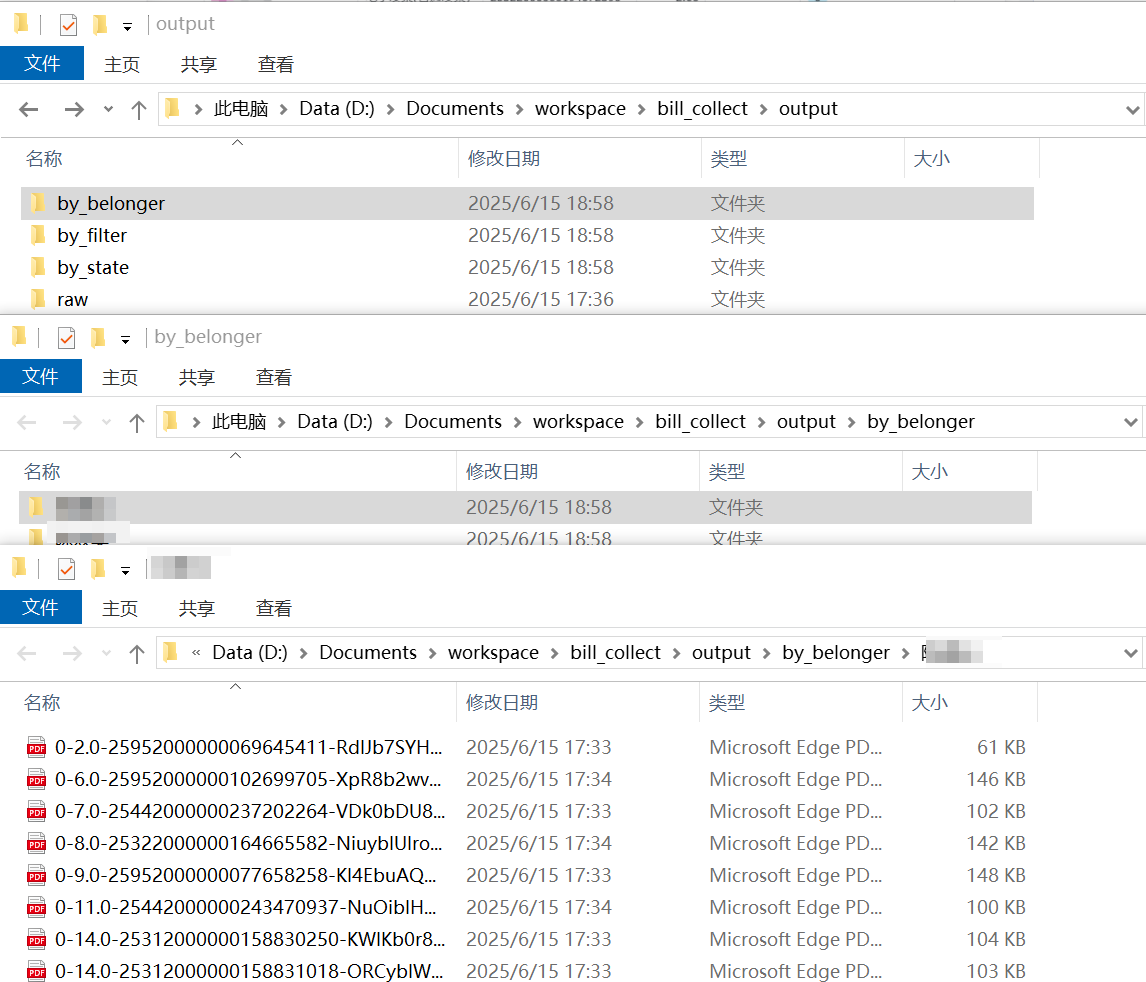 output
文件 主页 共享 查看
此电脑 > Data (D:) > Documents > workspace > bill_collect > output
名称 修改日期 类型 大小
by_belonger 2025/6/15 18:58 文件夹
by_filter 2025/6/15 18:58 文件夹
by_state 2025/6/15 18:58 文件夹
raw 2025/6/15 17:36 文件夹
by_belonger
文件 主页 共享 查看
此电脑 > Data (D:) > Documents > workspace > bill_collect > output > by_belonger
名称 修改日期 类型 大小
2025/6/15 18:58 文件夹
2025/6/15 18:58 文件夹
文件 主页 共享 查看
« Data (D:) > Documents > workspace > bill_collect > output > by_belonger >
名称 修改日期 类型 大小
0-2.0-25952000000069645411-RdIJb7SYH... 2025/6/15 17:33 Microsoft Edge PD... 61 KB
0-6.0-25952000000102699705-XpR8b2wv... 2025/6/15 17:34 Microsoft Edge PD... 146 KB
0-7.0-25442000000237202264-VDk0bDU8... 2025/6/15 17:33 Microsoft Edge PD... 102 KB
0-8.0-25322000000164665582-NiuybIUIro... 2025/6/15 17:34 Microsoft Edge PD... 142 KB
0-9.0-25952000000077658258-KI4EbuAQ... 2025/6/15 17:33 Microsoft Edge PD... 148 KB
0-11.0-25442000000243470937-NuOibIH... 2025/6/15 17:34 Microsoft Edge PD... 100 KB
0-14.0-25312000000158830250-KWIKb0r8... 2025/6/15 17:33 Microsoft Edge PD... 104 KB
0-14.0-25312000000158831018-ORCybIW... 2025/6/15 17:33 Microsoft Edge PD... 103 KB